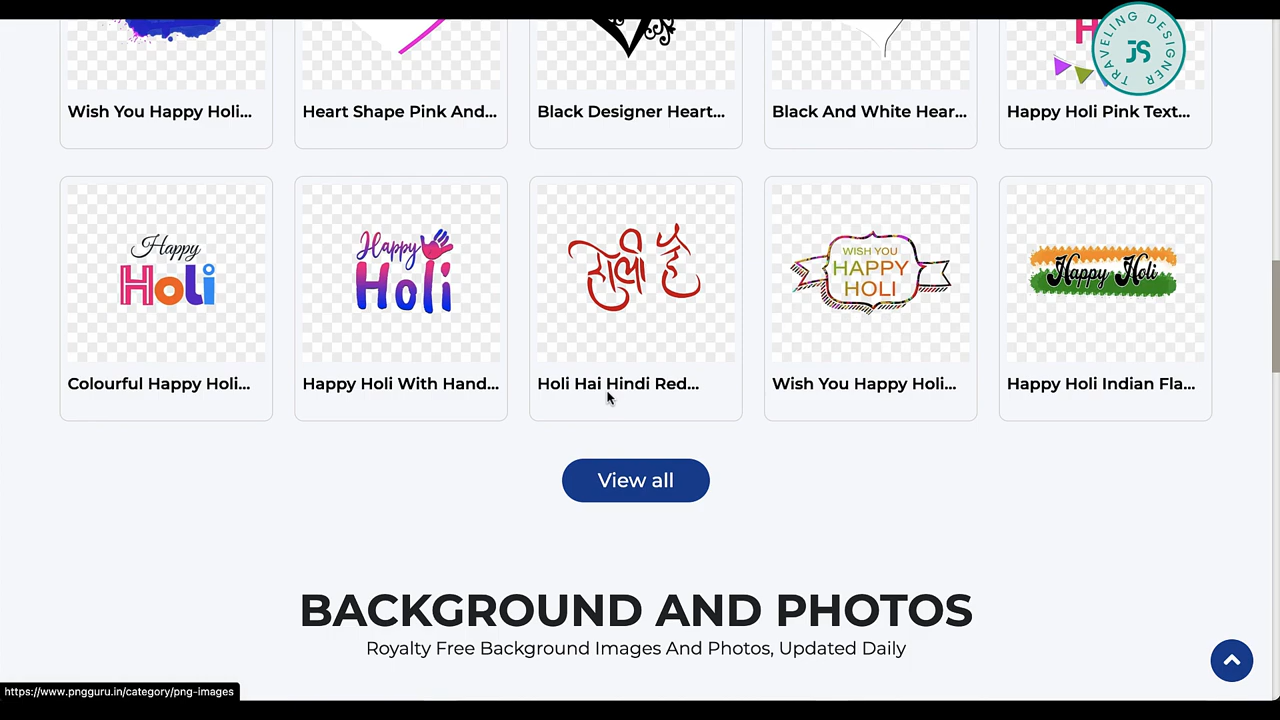 TRAVELING DESIGNER
JS
Wish You Happy Holi...
Heart Shape Pink And...
Black Designer Heart...
Black And White Hear...
Happy Holi Pink Text...
Happy
Holi
Happy
Holi
होली है
WISH YOU
HAPPY
HOLI
Happy Holi
Colourful Happy Holi...
Happy Holi With Hand...
Holi Hai Hindi Red...
Wish You Happy Holi...
Happy Holi Indian Fla...
View all
BACKGROUND AND PHOTOS
Royalty Free Background Images And Photos, Updated Daily
https://www.pngguru.in/category/png-images